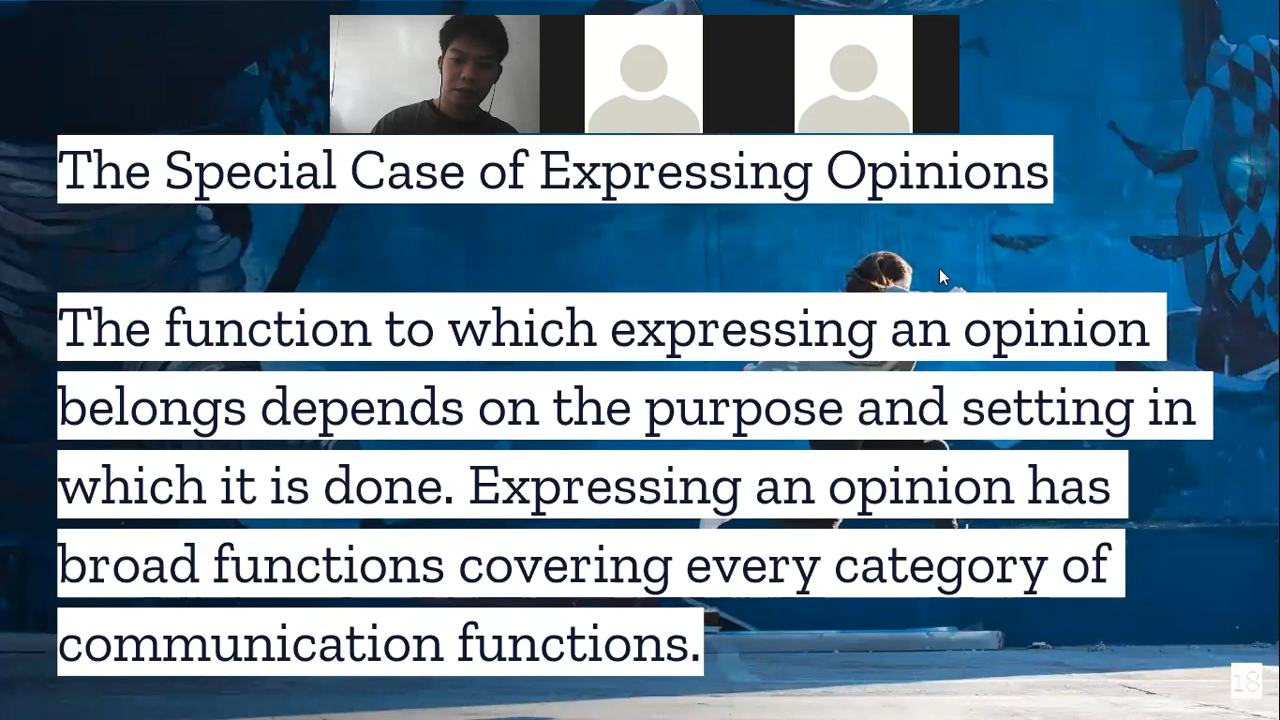 The Special Case of Expressing Opinions
The function to which expressing an opinion
belongs depends on the purpose and setting in
which it is done. Expressing an opinion has
broad functions covering every category of
communication functions.
18